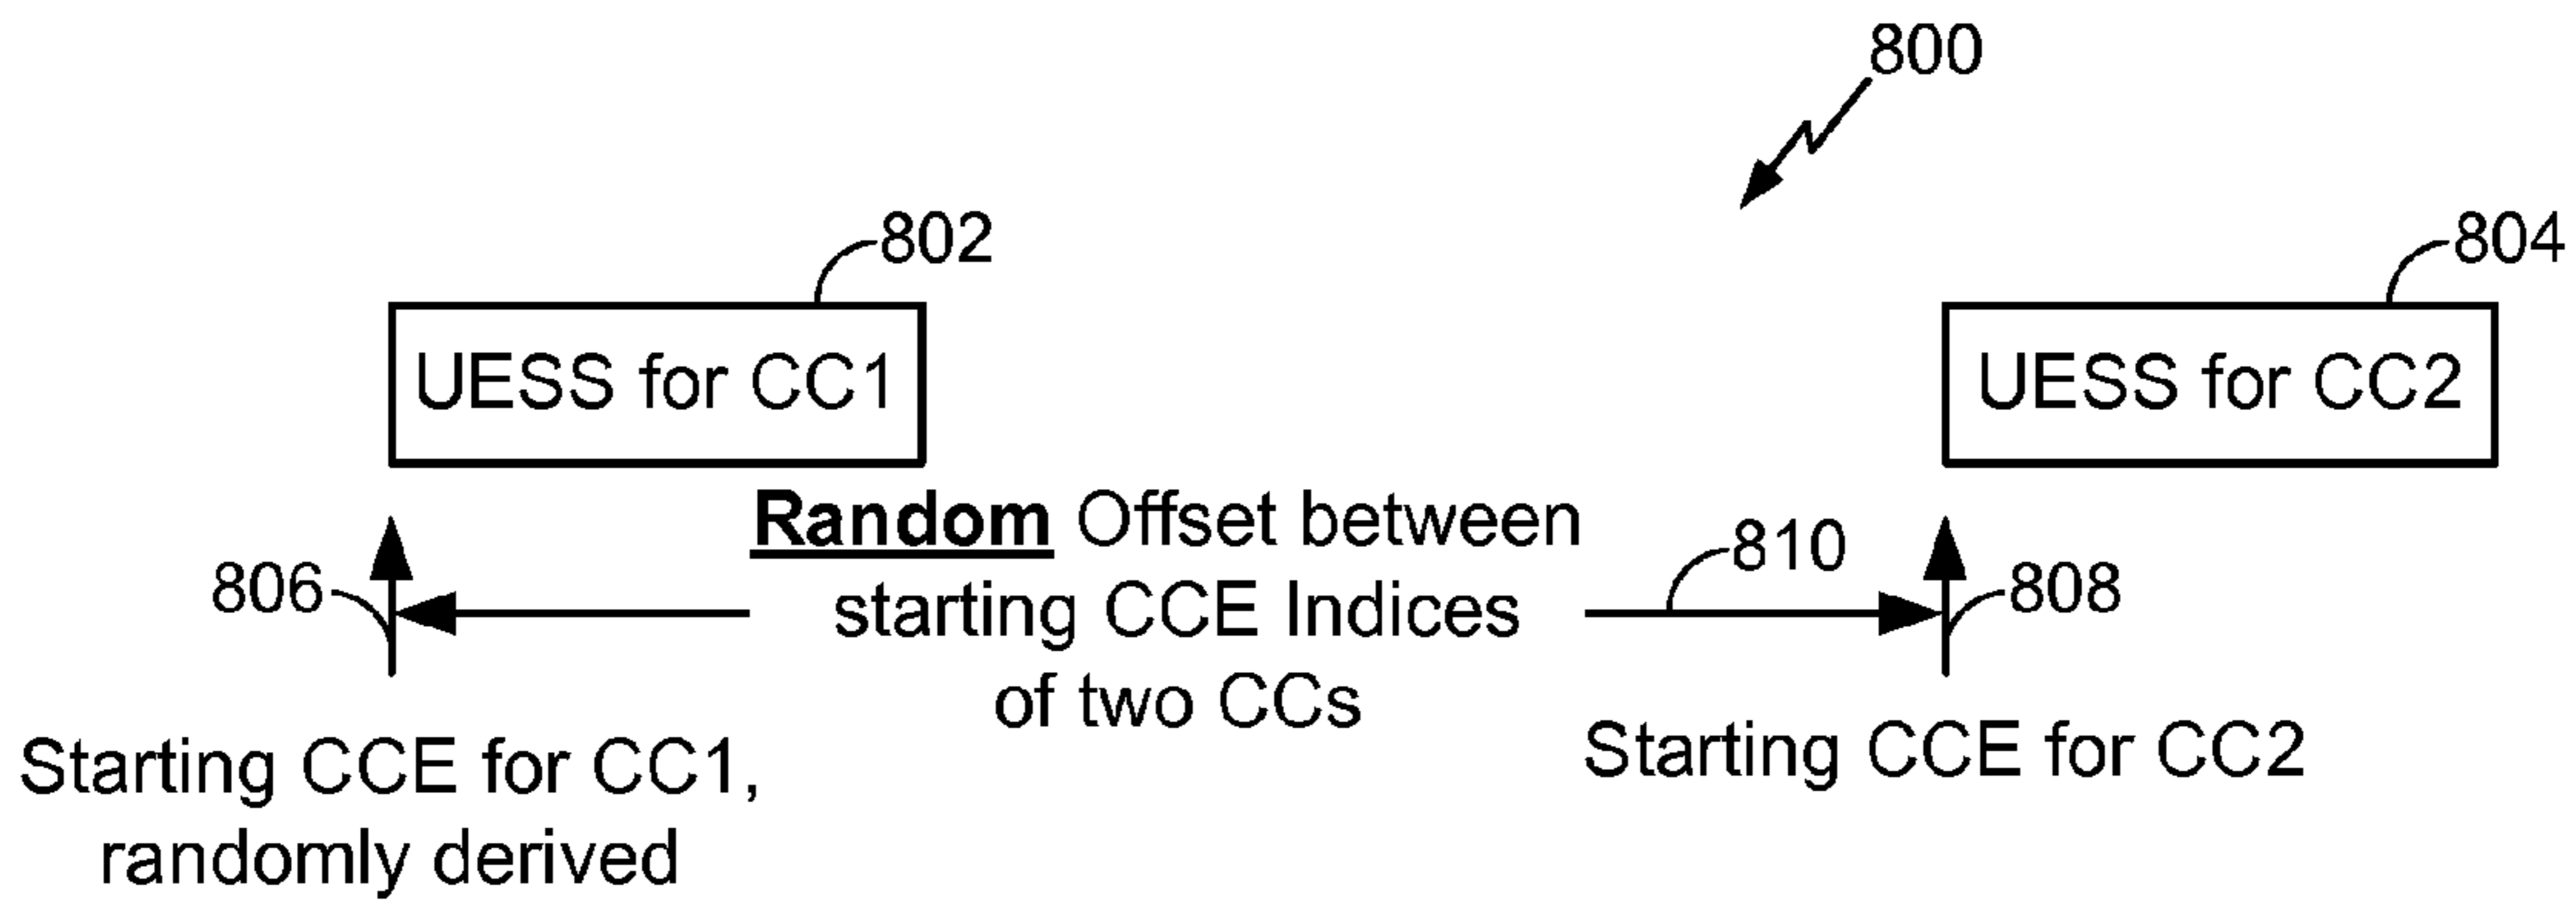 800
802
804
UESS for CC1
UESS for CC2
Random Offset between
starting CCE Indices
of two CCs
806
810
808
Starting CCE for CC1,
randomly derived
Starting CCE for CC2